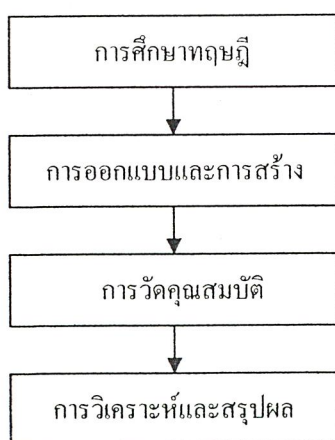 การศึกษาทฤษฎี
การออกแบบและการสร้าง
การวัดคุณสมบัติ
การวิเคราะห์และสรุปผล